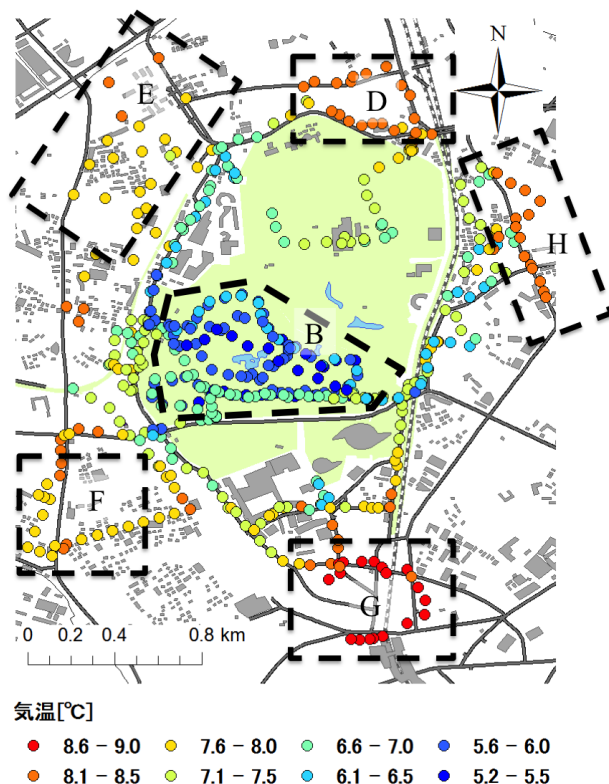 N
E
D
H
B
F
G
0 0.2 0.4 0.8 km
気温[℃]
8.6 – 9.0 7.6 – 8.0 6.6 – 7.0 5.6 – 6.0
8.1 – 8.5 7.1 – 7.5 6.1 – 6.5 5.2 – 5.5